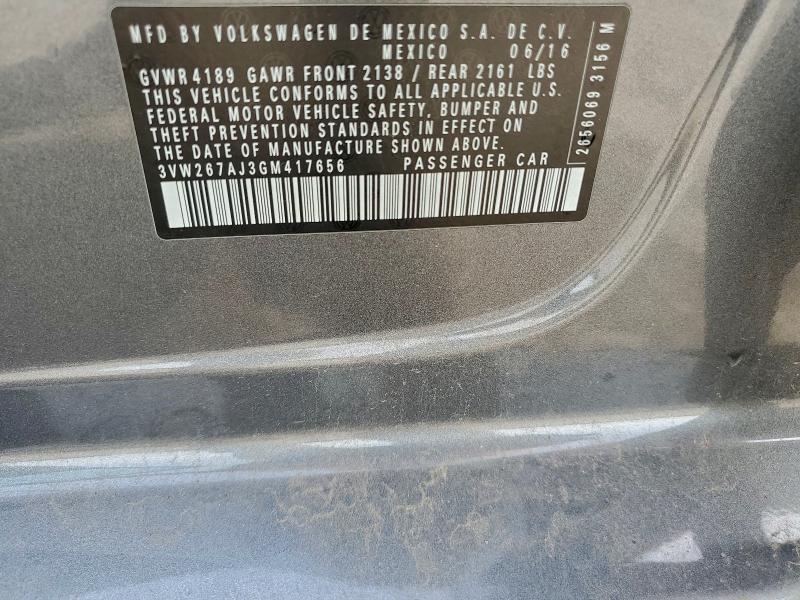 MFD BY VOLKSWAGEN DE MEXICO S.A. DE C.V.
MEXICO 06/16
GVWR 4189 GAWR FRONT 2138 / REAR 2161 LBS
THIS VEHICLE CONFORMS TO ALL APPLICABLE U.S.
FEDERAL MOTOR VEHICLE SAFETY, BUMPER AND
THEFT PREVENTION STANDARDS IN EFFECT ON
THE DATE OF MANUFACTURE SHOWN ABOVE.
3VW267AJ3GM417656 PASSENGER CAR
2656069 3156 M